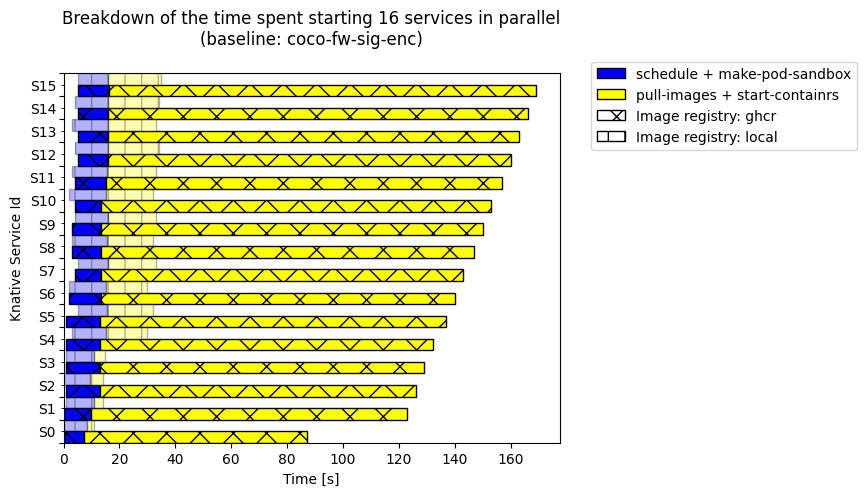 Breakdown of the time spent starting 16 services in parallel
(baseline: coco-fw-sig-enc)
schedule + make-pod-sandbox
pull-images + start-containrs
Image registry: ghcr
Image registry: local
Knative Service Id
S15
S14
S13
S12
S11
S10
S9
S8
S7
S6
S5
S4
S3
S2
S1
S0
0 20 40 60 80 100 120 140 160
Time [s]